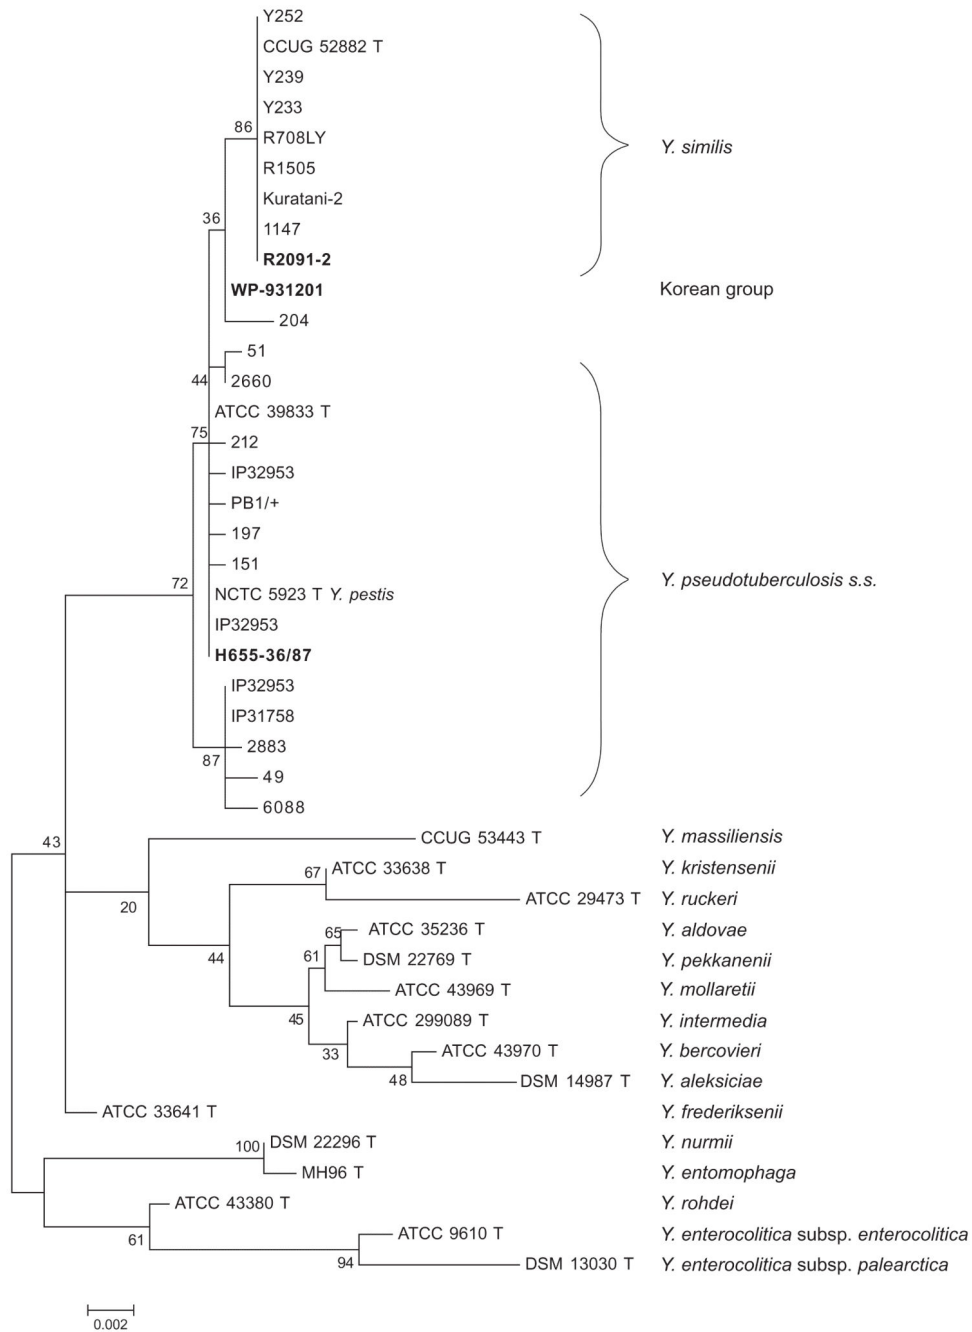 Y252
CCUG 52882 T
Y239
Y233
86
R708LY
Y. similis
R1505
Kuratani-2
36
1147
R2091-2
WP-931201
Korean group
204
51
44
2660
ATCC 39833 T
75
212
IP32953
PB1/+
197
151
72
Y. pseudotuberculosis s.s.
NCTC 5923 T Y. pestis
IP32953
H655-36/87
IP32953
IP31758
2883
87
49
6088
43
CCUG 53443 T
Y. massiliensis
67
ATCC 33638 T
Y. kristensenii
20
ATCC 29473 T
Y. ruckeri
65
ATCC 35236 T
Y. aldovae
44
61
DSM 22769 T
Y. pekkanenii
ATCC 43969 T
Y. mollaretii
45
ATCC 299089 T
Y. intermedia
33
ATCC 43970 T
Y. bercovieri
48
DSM 14987 T
Y. aleksiciae
ATCC 33641 T
Y. frederiksenii
100
DSM 22296 T
Y. nurmii
MH96 T
Y. entomophaga
ATCC 43380 T
Y. rohdei
61
ATCC 9610 T
Y. enterocolitica subsp. enterocolitica
94
DSM 13030 T
Y. enterocolitica subsp. palearctica
0.002